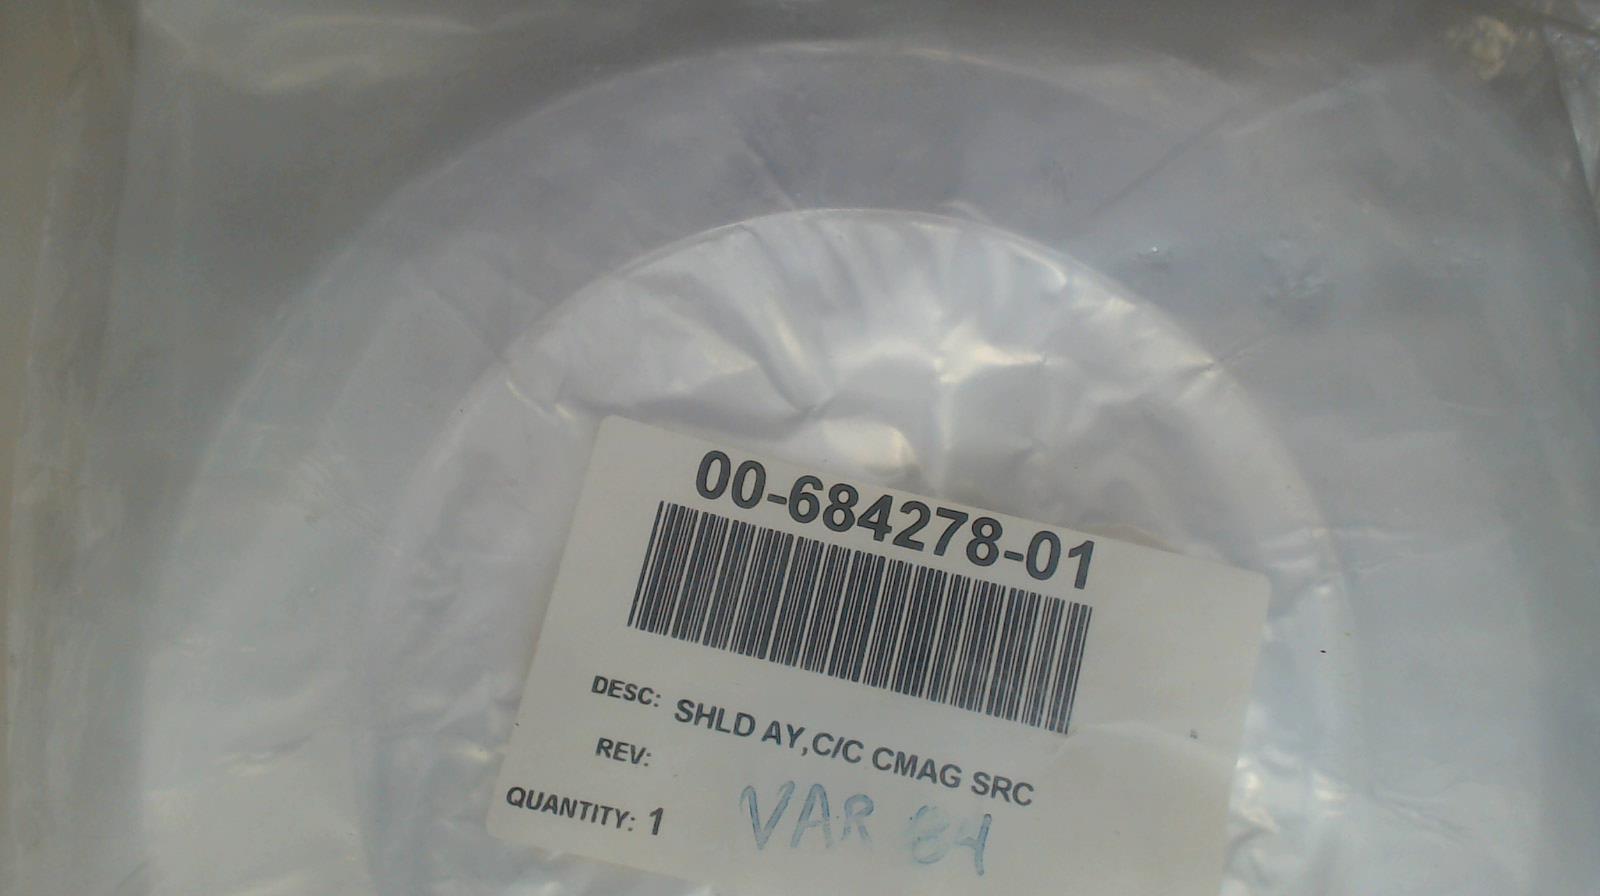 00-684278-01
DESC: SHLD AY,C/C CMAG SRC
REV:
QUANTITY: 1
VAR 84